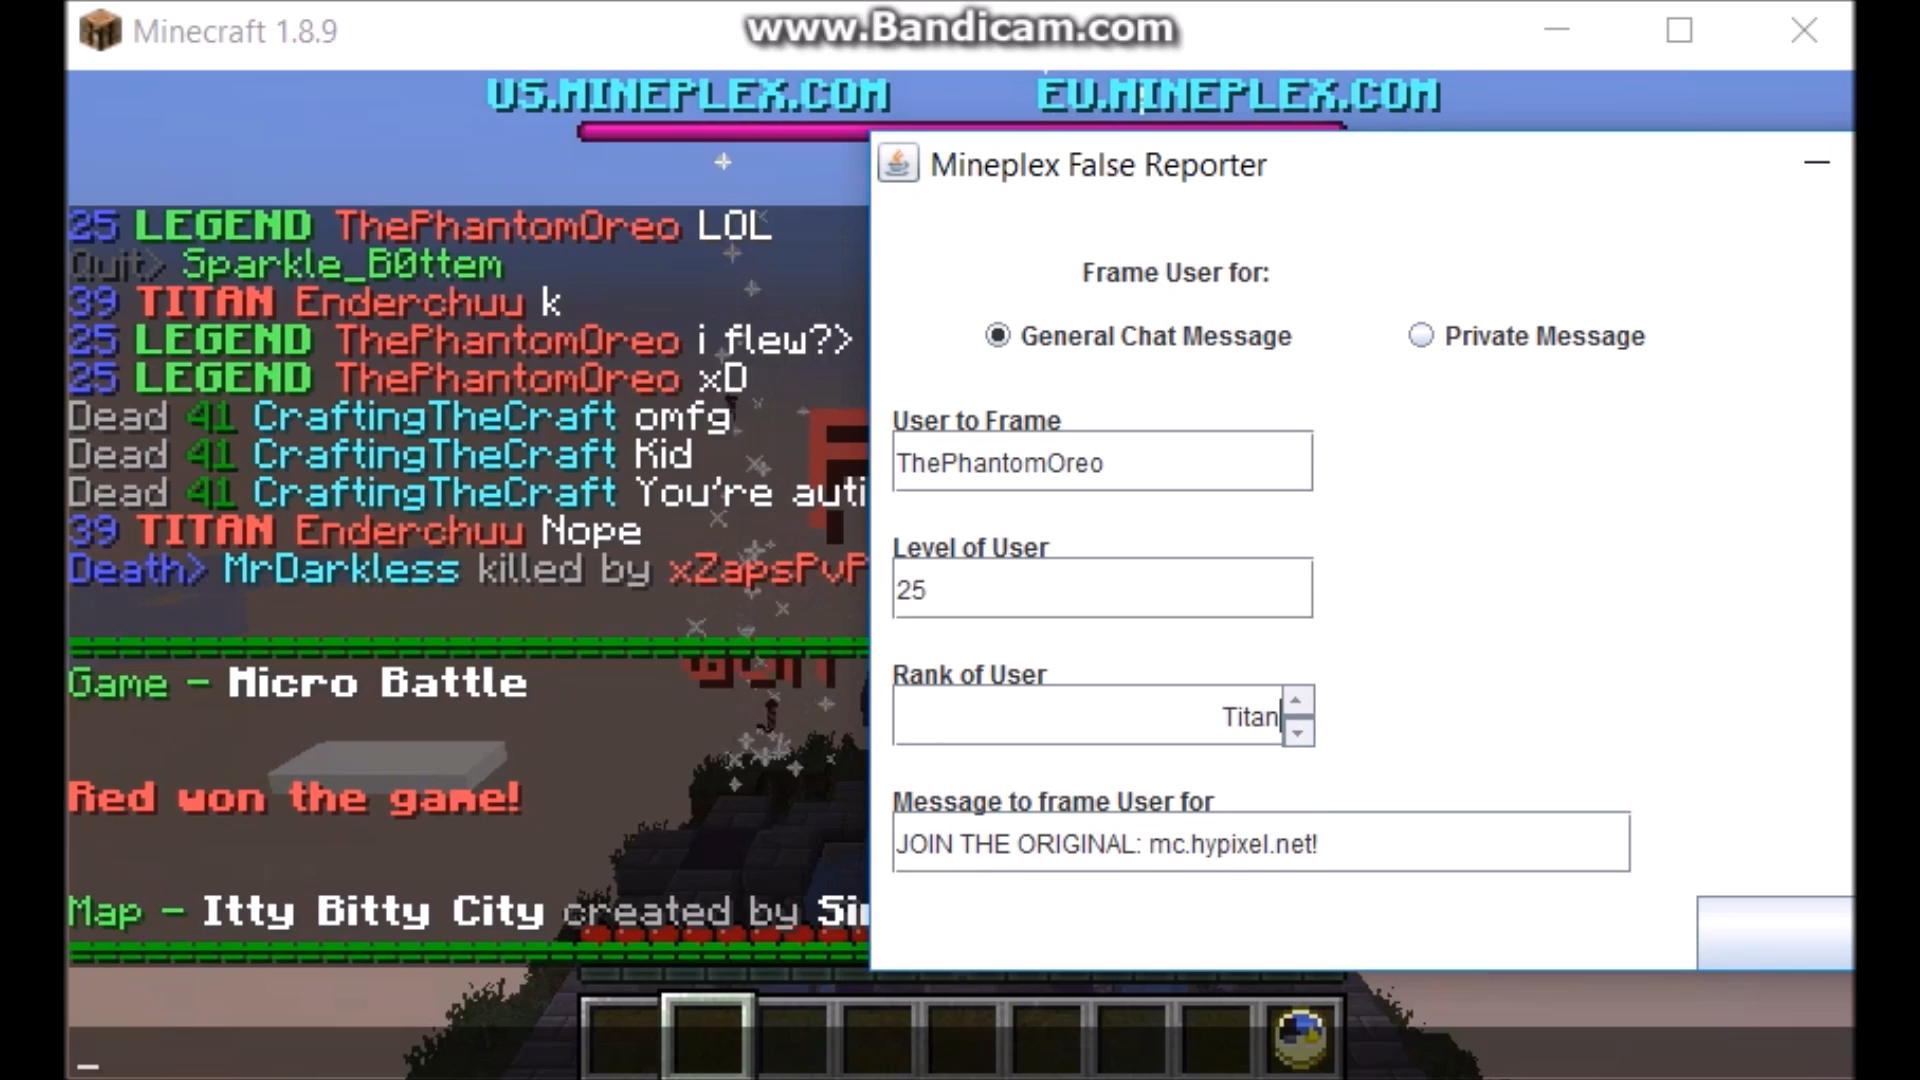 Minecraft 1.8.9
www.Bandicam.com
US.MINEPLEX.COM EU.MINEPLEX.COM
25 LEGEND ThePhantomOreo LOL
Quit> Sparkle_B0ttem
39 TITAN Enderchuu k
25 LEGEND ThePhantomOreo i flew?>
25 LEGEND ThePhantomOreo xD
Dead 41 CraftingTheCraft omfg
Dead 41 CraftingTheCraft Kid
Dead 41 CraftingTheCraft You're auti
39 TITAN Enderchuu Nope
Death> MrDarkless killed by xZapsPvP
Game - Micro Battle
Red won the game!
Map - Itty Bitty City created by
Mineplex False Reporter
Frame User for:
General Chat Message Private Message
User to Frame
ThePhantomOreo
Level of User
25
Rank of User
Titan
Message to frame User for
JOIN THE ORIGINAL: mc.hypixel.net!